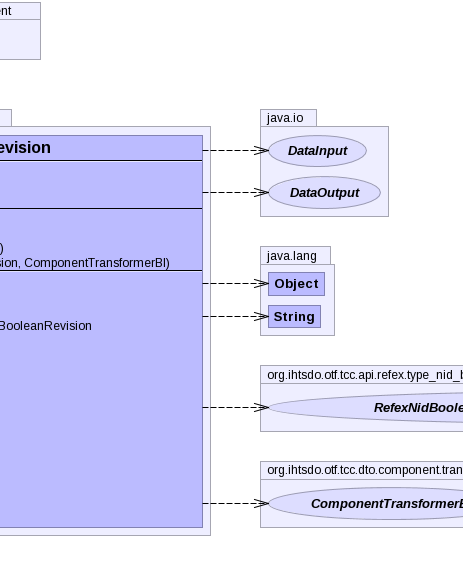 ent
evision
)
sion, ComponentTransformerBI)
BooleanRevision
java.io
DataInput
DataOutput
java.lang
Object
String
org.ihtsdo.otf.tcc.api.refex.type_nid_b
RefexNidBoole
org.ihtsdo.otf.tcc.dto.component.tran
ComponentTransformerB